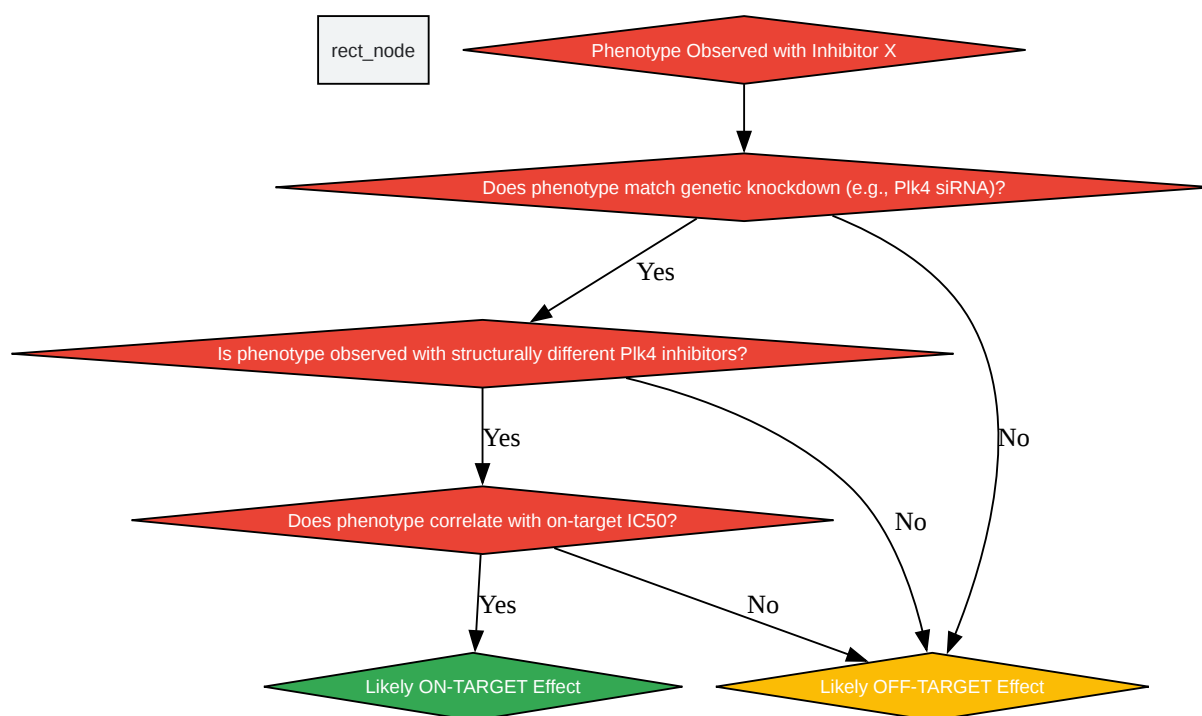 rect_node
Phenotype Observed with Inhibitor X
Does phenotype match genetic knockdown (e.g., Plk4 siRNA)?
Yes
Is phenotype observed with structurally different Plk4 inhibitors?
Yes
No
Does phenotype correlate with on-target IC50?
No
Yes
No
Likely ON-TARGET Effect
Likely OFF-TARGET Effect